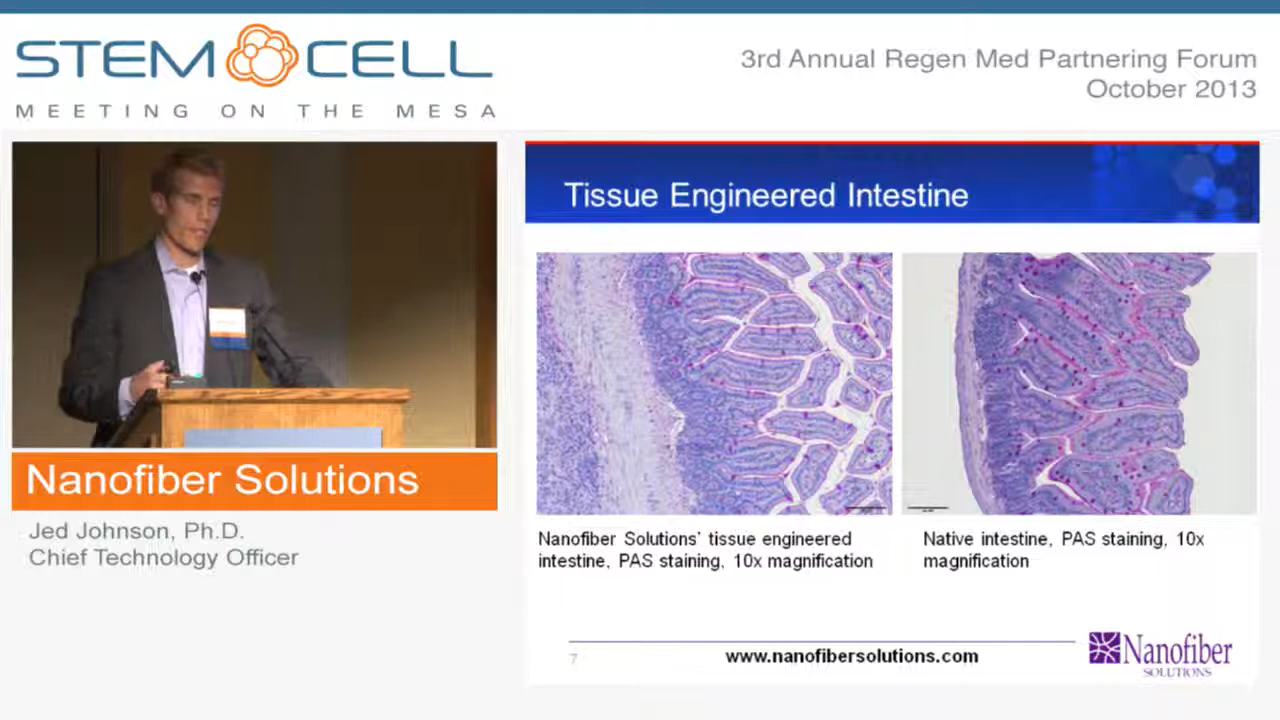 STEM CELL
MEETING ON THE MESA
3rd Annual Regen Med Partnering Forum
October 2013
Tissue Engineered Intestine
Nanofiber Solutions' tissue engineered
intestine, PAS staining, 10x magnification
Native intestine, PAS staining, 10x
magnification
7
www.nanofibersolutions.com
Nanofiber
SOLUTIONS
Nanofiber Solutions
Jed Johnson, Ph.D.
Chief Technology Officer